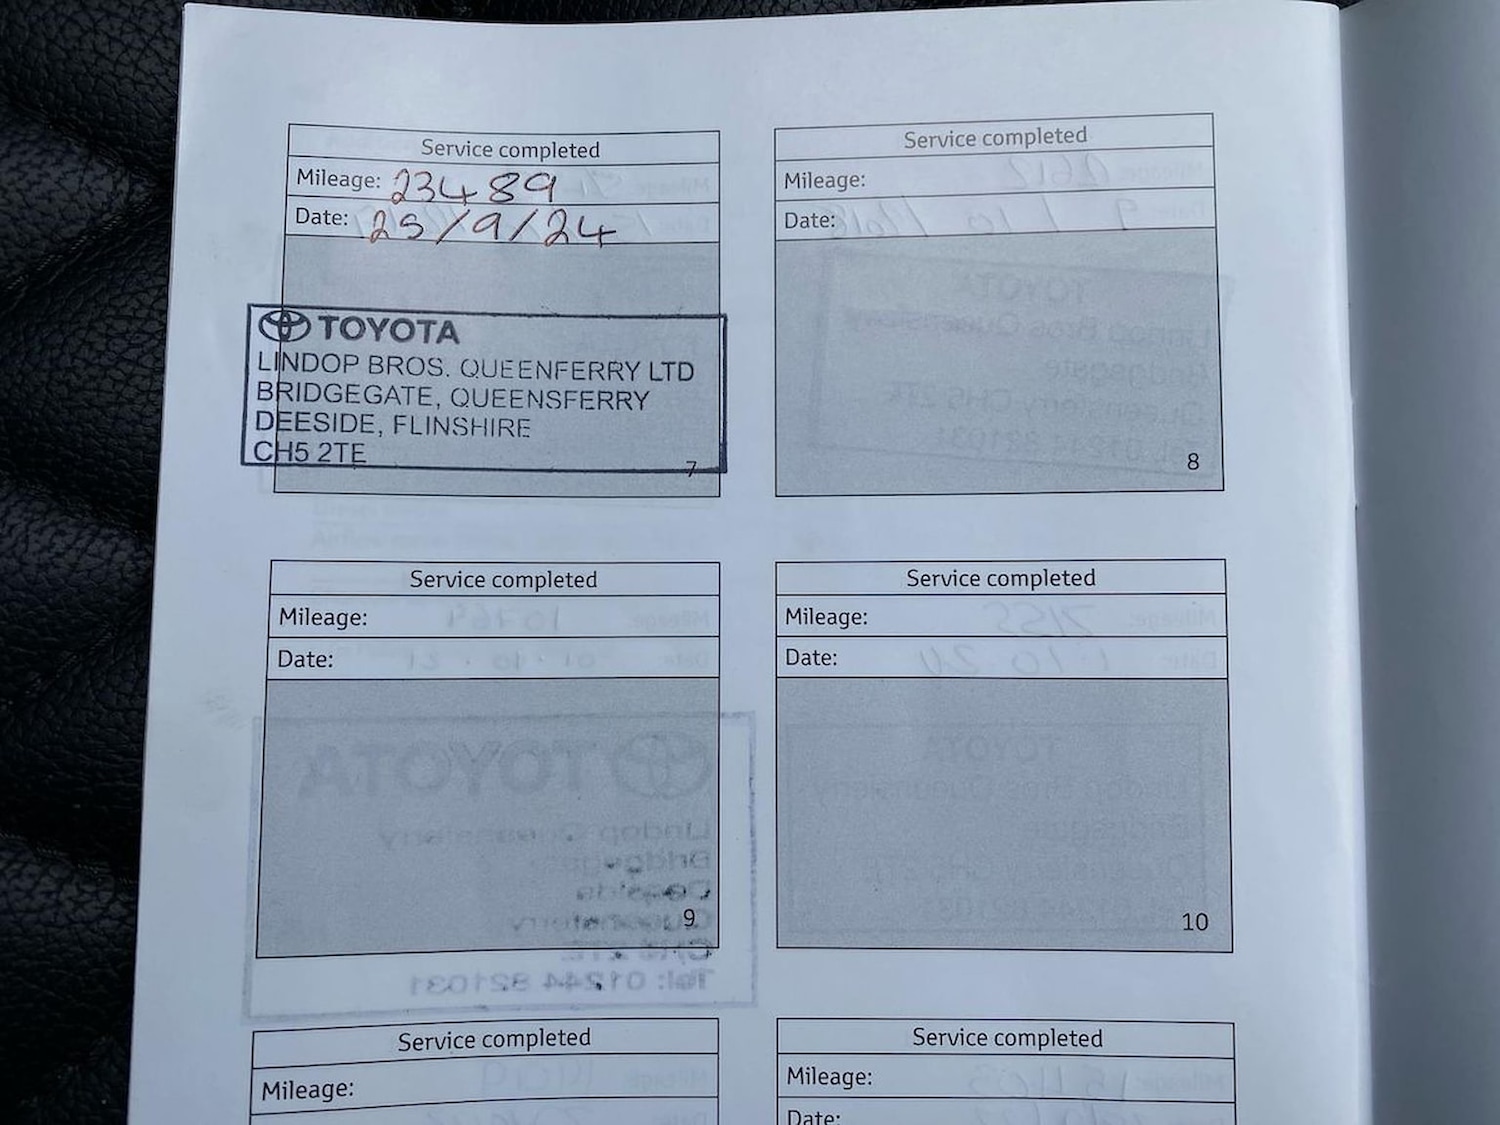 Service completed
Mileage: 23489
Date: 25/9/24
TOYOTA
LINDOP BROS. QUEENFERRY LTD
BRIDGEGATE, QUEENSFERRY
DEESIDE, FLINSHIRE
CH5 2TE
7
Service completed
Mileage:
Date:
8
Service completed
Mileage:
Date:
9
Service completed
Mileage:
Date:
10
Service completed
Mileage:
Service completed
Mileage:
Date: